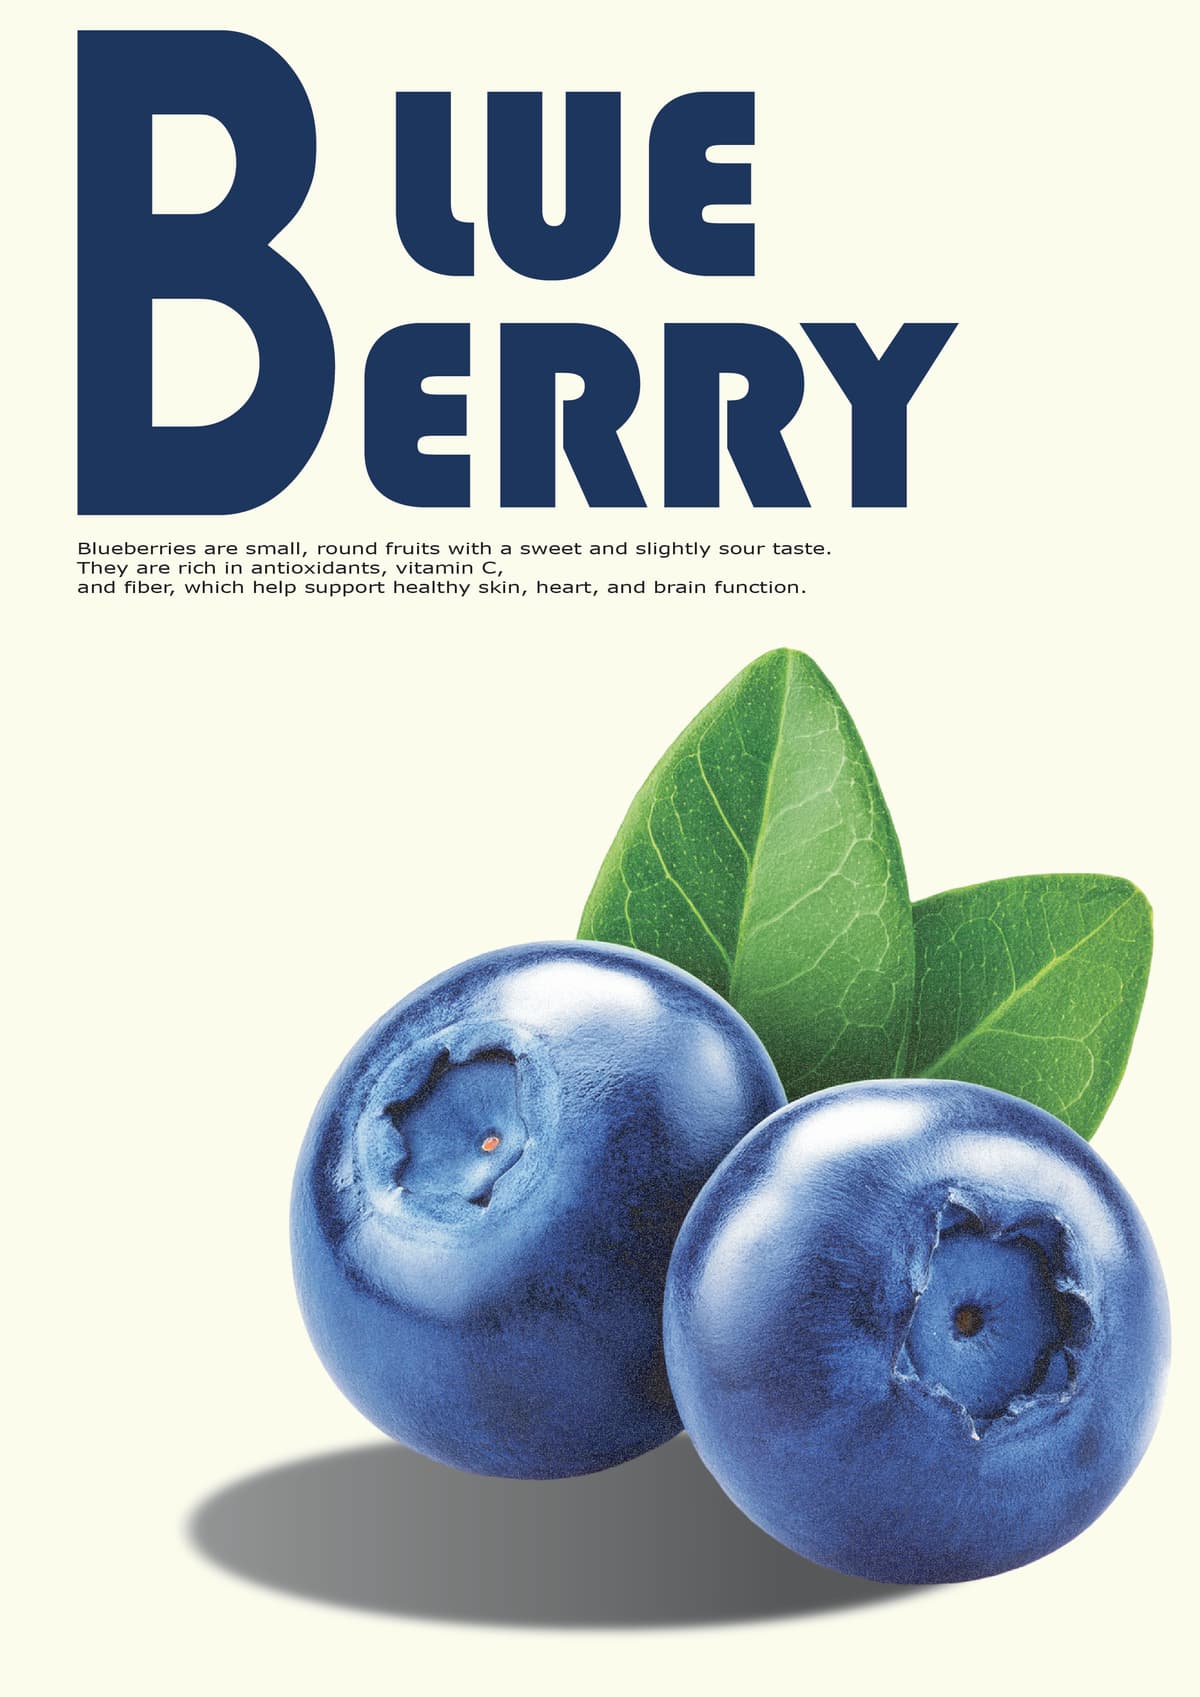 BLUE
BERRY
Blueberries are small, round fruits with a sweet and slightly sour taste.
They are rich in antioxidants, vitamin C,
and fiber, which help support healthy skin, heart, and brain function.